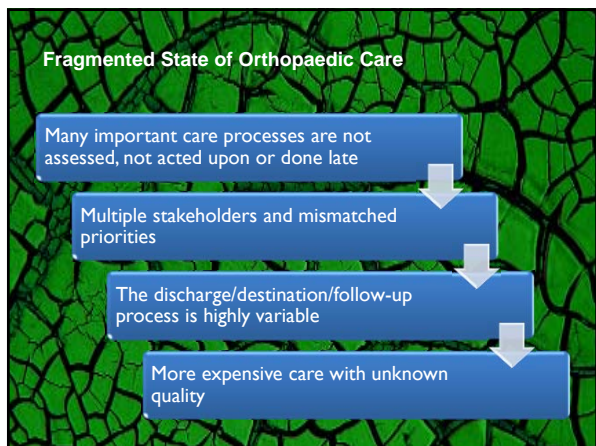 Fragmented State of Orthopaedic Care
Many important care processes are not
assessed, not acted upon or done late
Multiple stakeholders and mismatched
priorities
The discharge/destination/follow-up
process is highly variable
More expensive care with unknown
quality